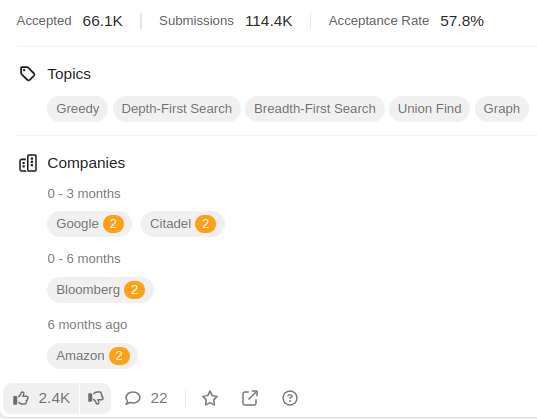 Accepted 66.1K Submissions 114.4K Acceptance Rate 57.8%
Topics
Greedy Depth-First Search Breadth-First Search Union Find Graph
Companies
0 - 3 months
Google 2 Citadel 2
0 - 6 months
Bloomberg 2
6 months ago
Amazon 2
2.4K 22